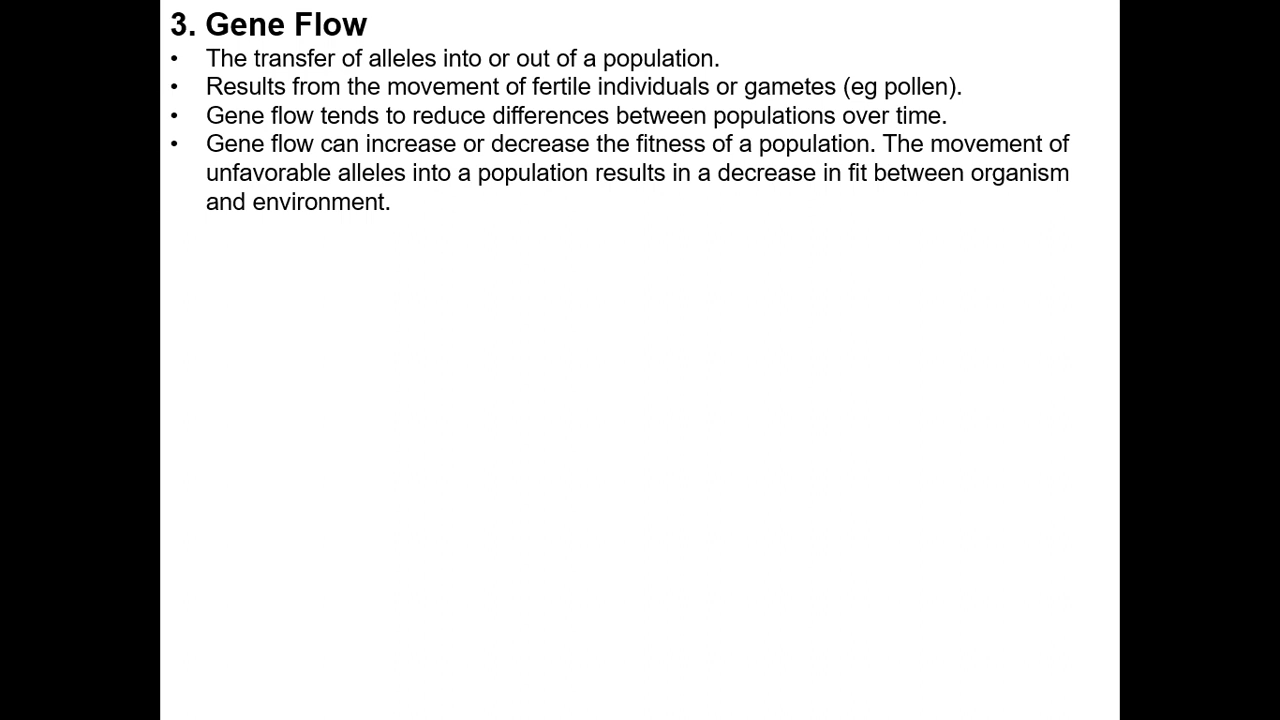 3. Gene Flow
• The transfer of alleles into or out of a population.
• Results from the movement of fertile individuals or gametes (eg pollen).
• Gene flow tends to reduce differences between populations over time.
• Gene flow can increase or decrease the fitness of a population. The movement of
unfavorable alleles into a population results in a decrease in fit between organism
and environment.